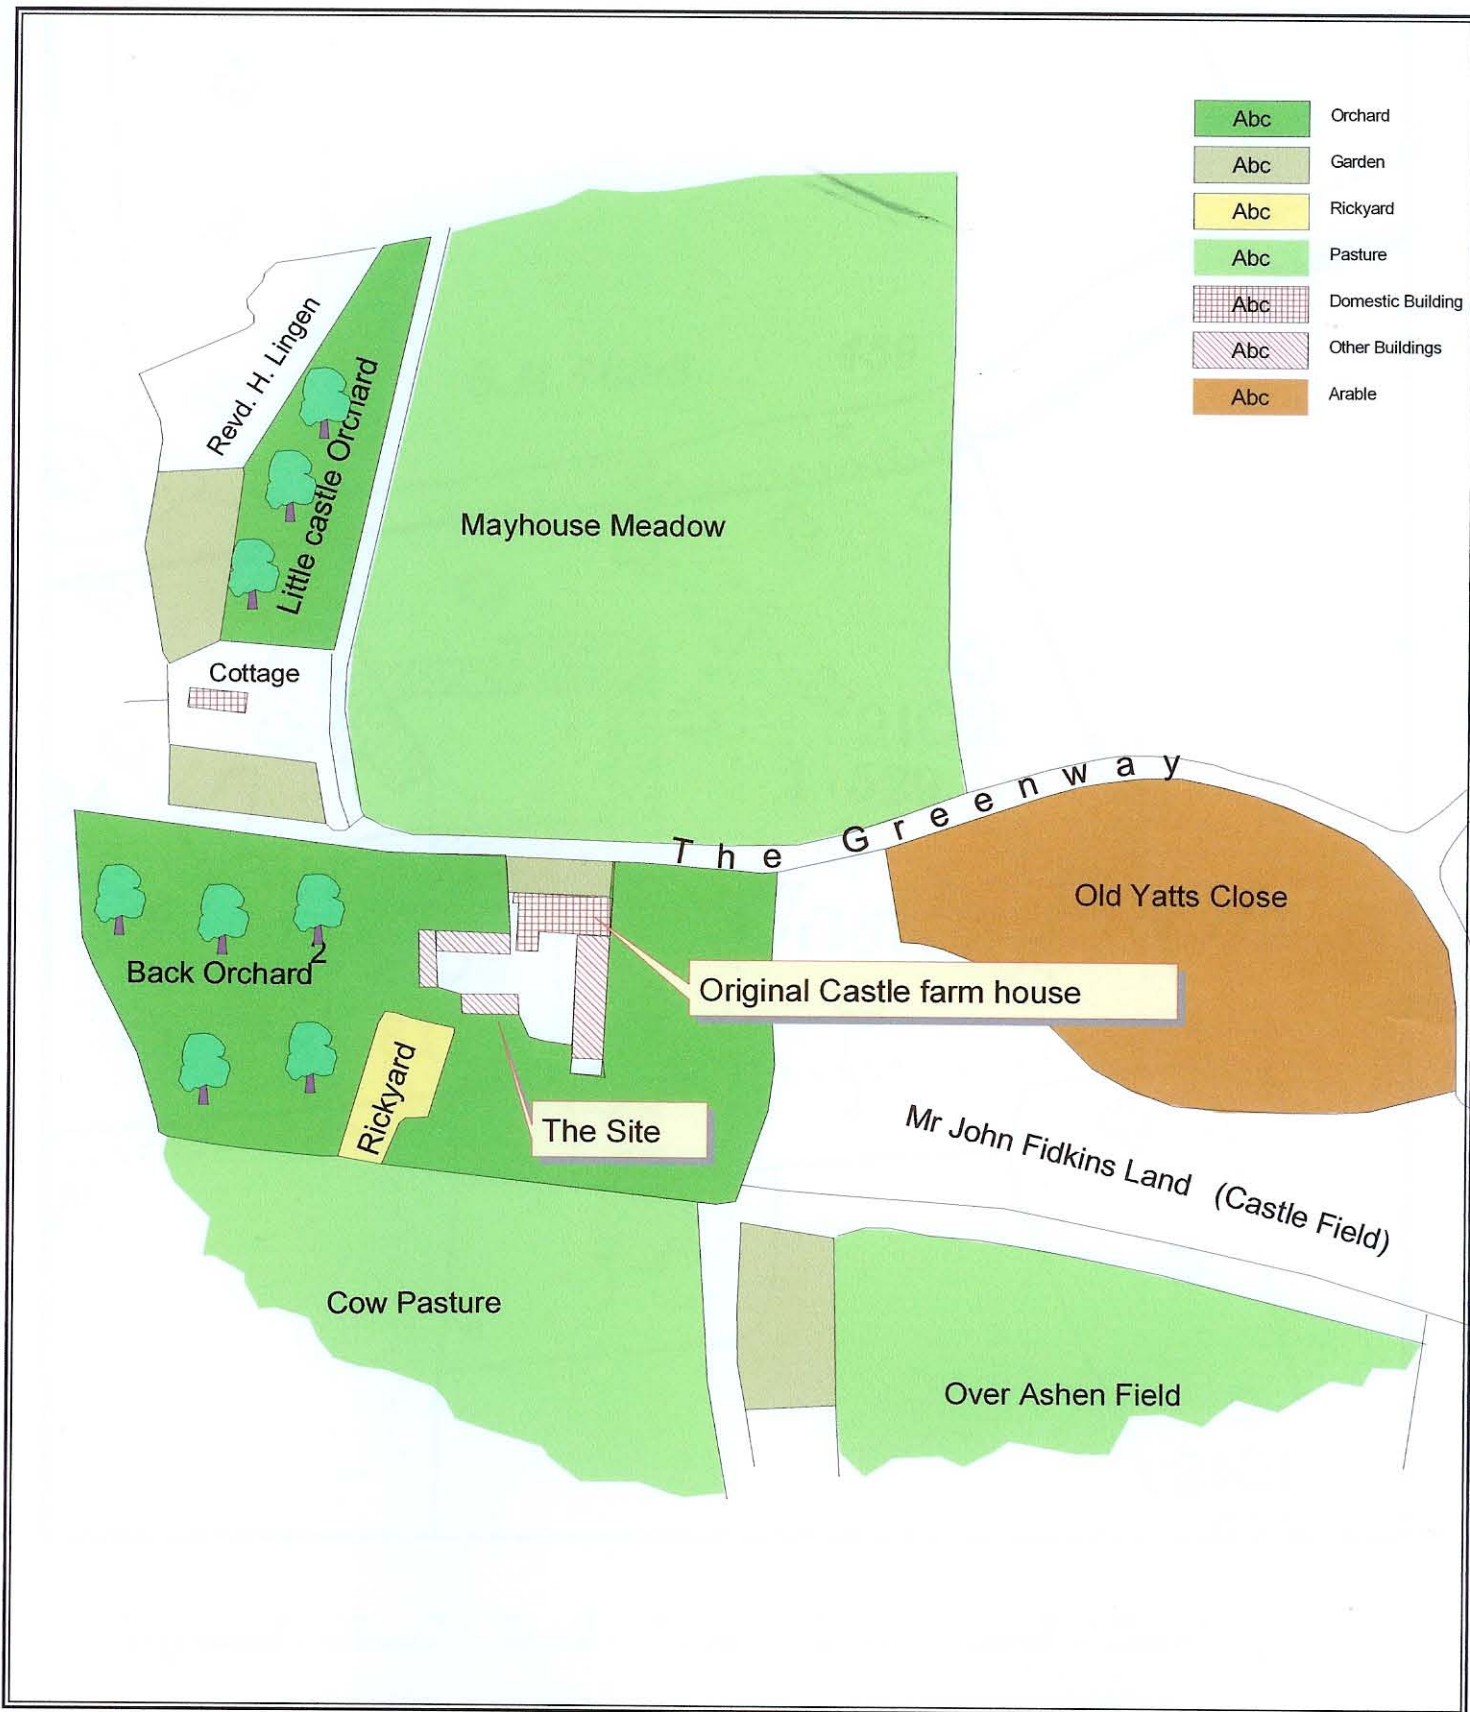 Abc Orchard
Abc Garden
Abc Rickyard
Abc Pasture
Abc Domestic Building
Abc Other Buildings
Abc Arable
Revd. H. Lingen
Little castle Orchard
Mayhouse Meadow
Cottage
The Greenway
Old Yatts Close
2
Back Orchard
Original Castle farm house
Rickyard
The Site
Mr John Fidkins Land (Castle Field)
Cow Pasture
Over Ashen Field